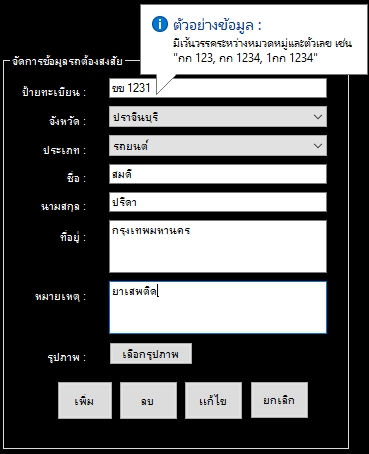 ตัวอย่างข้อมูล :
มีเว้นวรรคระหว่างหมวดหมู่และตัวเลข เช่น
"กก 123, กก 1234, 1กก 1234"
จัดการข้อมูลรถต้องสงสัย
ป้ายทะเบียน : ขข 1231
จังหวัด : ปราจีนบุรี
ประเภท : รถยนต์
ชื่อ : สมดี
นามสกุล : ปรีดา
ที่อยู่ : กรุงเทพมหานคร
หมายเหตุ : ยาเสพติด
รูปภาพ : เลือกรูปภาพ
เพิ่ม ลบ แก้ไข ยกเลิก